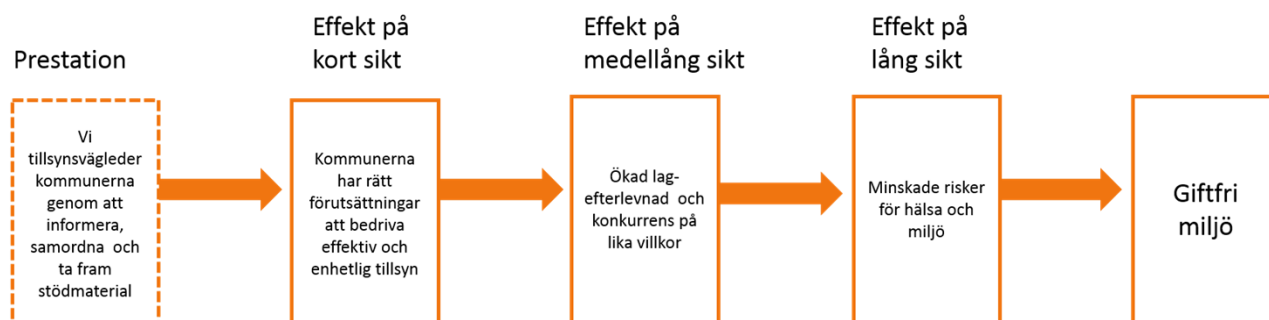 Prestation
Effekt på
kort sikt
Effekt på
medellång sikt
Effekt på
lång sikt
Vi
tillsynsvägleder
kommunerna
genom att
informera,
samordna och
ta fram
stödmaterial
Kommunerna
har rätt
förutsättningar
att bedriva
effektiv och
enhetlig tillsyn
Ökad lag-
efterlevnad och
konkurrens på
lika villkor
Minskade risker
för hälsa och
miljö
Giftfri
miljö